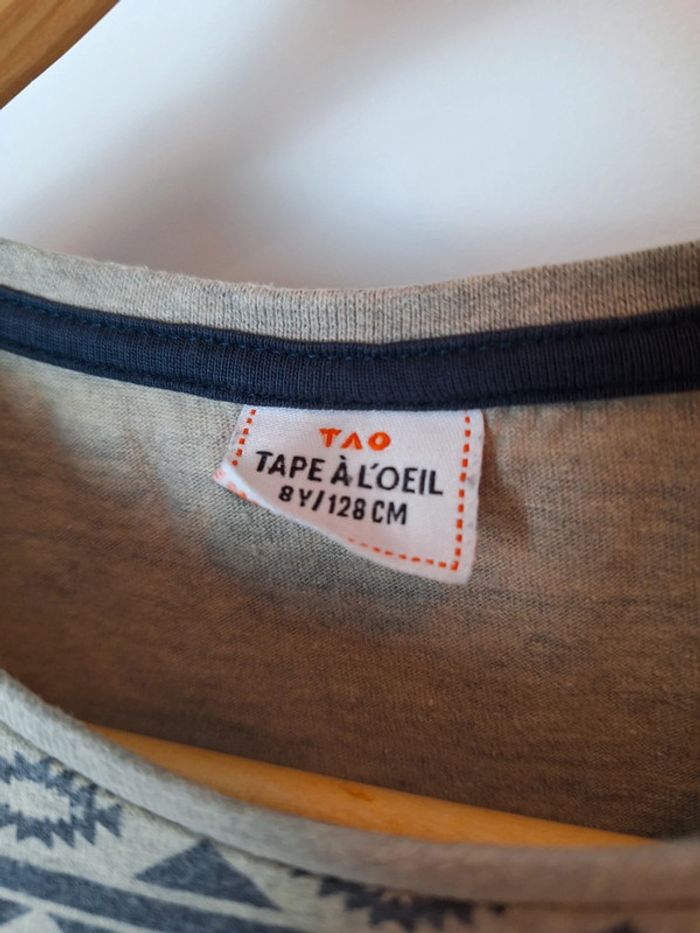 TAO
TAPE À L'OEIL
8Y/128 CM